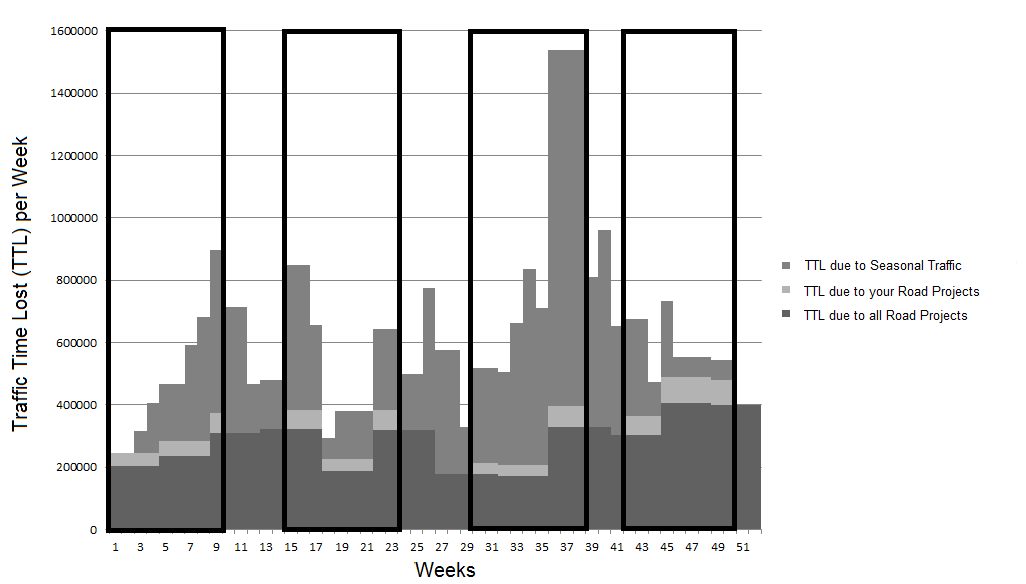 1600000
1400000
1200000
1000000
800000
600000
400000
200000
0
Traffic Time Lost (TTL) per Week
1 3 5 7 9 11 13 15 17 19 21 23 25 27 29 31 33 35 37 39 41 43 45 47 49 51
Weeks
TTL due to Seasonal Traffic
TTL due to your Road Projects
TTL due to all Road Projects